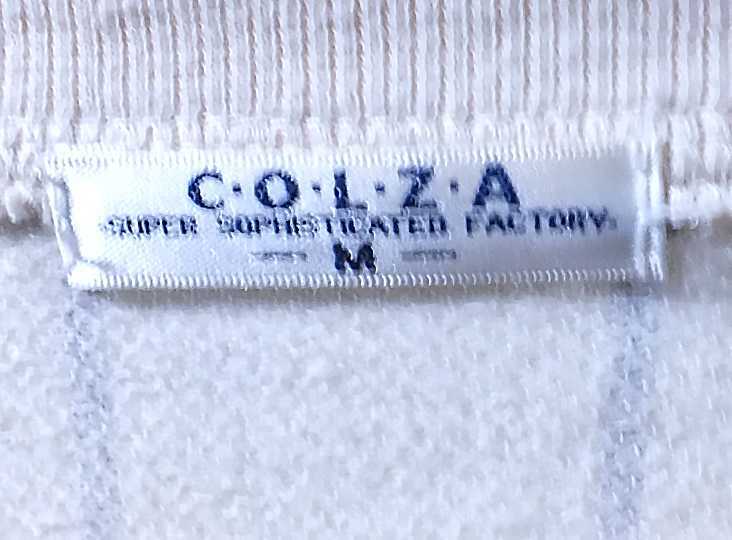 C·O·L·Z·A
·SUPER SOPHISTICATED FACTORY·
— M —